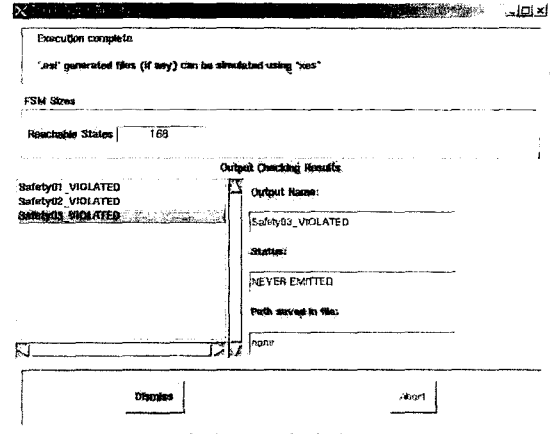 Execution complete
'.esi' generated files (if any) can be simulated using "xes"
FSM Sizes
Reachable States 168
Output Checking Results
Safety01_VIOLATED
Safety02_VIOLATED
Safety03_VIOLATED
Output Name:
Safety03_VIOLATED
Status:
NEVER EMITTED
Path saved in file:
none
Dismiss
Abort